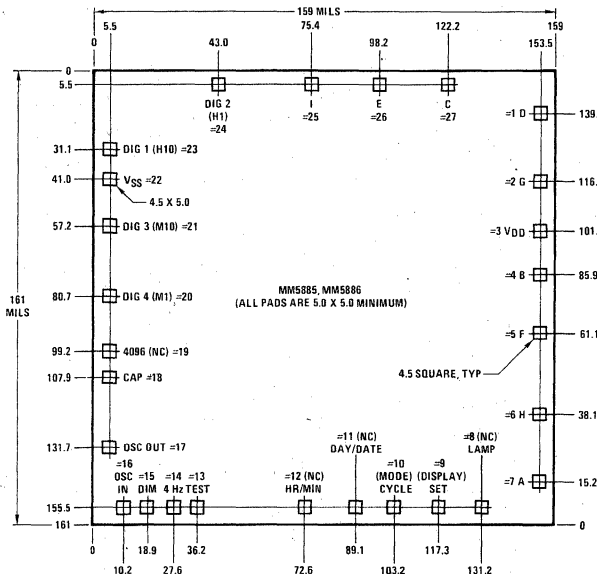 159 MILS
5.5 75.4 122.2
0 43.0 98.2 159
153.5
0
5.5
DIG 2 I E C
(H1) =25 =26 =27
=24
=1 D 139.
31.1 DIG 1 (H10) =23
41.0 VSS =22
4.5 X 5.0
=2 G 116.
57.2 DIG 3 (M10) =21
=3 VDD 101.
=4 B 85.9
161
MILS
80.7 DIG 4 (M1) =20
MM5885, MM5886
(ALL PADS ARE 5.0 X 5.0 MINIMUM)
=5 F 61.1
99.2 4096 (NC) =19
107.9 CAP =18
4.5 SQUARE, TYP
=6 H 38.1
131.7 OSC OUT =17
=11 (NC) =8 (NC)
DAY/DATE LAMP
=16 =15 =14 =13 =12 (NC) =10 =9
OSC DIM 4 Hz TEST HR/MIN (MODE) (DISPLAY)
IN CYCLE SET
=7 A 15.2
155.5
161 0
0 18.9 36.2 89.1 117.3
10.2 27.6 72.6 103.2 131.2